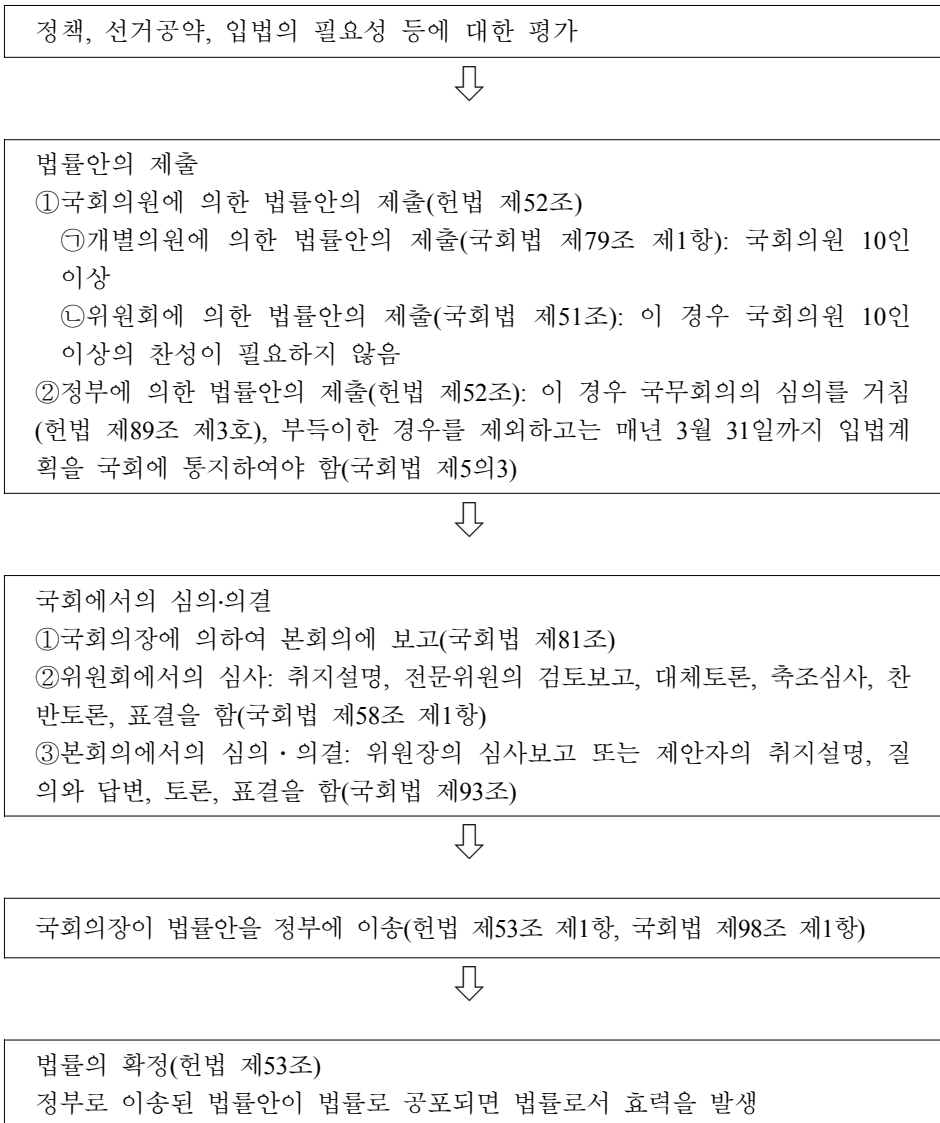 정책, 선거공약, 입법의 필요성 등에 대한 평가
법률안의 제출
①국회의원에 의한 법률안의 제출(헌법 제52조)
㉠개별의원에 의한 법률안의 제출(국회법 제79조 제1항): 국회의원 10인
이상
㉡위원회에 의한 법률안의 제출(국회법 제51조): 이 경우 국회의원 10인
이상의 찬성이 필요하지 않음
②정부에 의한 법률안의 제출(헌법 제52조): 이 경우 국무회의의 심의를 거침
(헌법 제89조 제3호), 부득이한 경우를 제외하고는 매년 3월 31일까지 입법계
획을 국회에 통지하여야 함(국회법 제5의3)
국회에서의 심의·의결
①국회의장에 의하여 본회의에 보고(국회법 제81조)
②위원회에서의 심사: 취지설명, 전문위원의 검토보고, 대체토론, 축조심사, 찬
반토론, 표결을 함(국회법 제58조 제1항)
③본회의에서의 심의・의결: 위원장의 심사보고 또는 제안자의 취지설명, 질
의와 답변, 토론, 표결을 함(국회법 제93조)
국회의장이 법률안을 정부에 이송(헌법 제53조 제1항, 국회법 제98조 제1항)
법률의 확정(헌법 제53조)
정부로 이송된 법률안이 법률로 공포되면 법률로서 효력을 발생